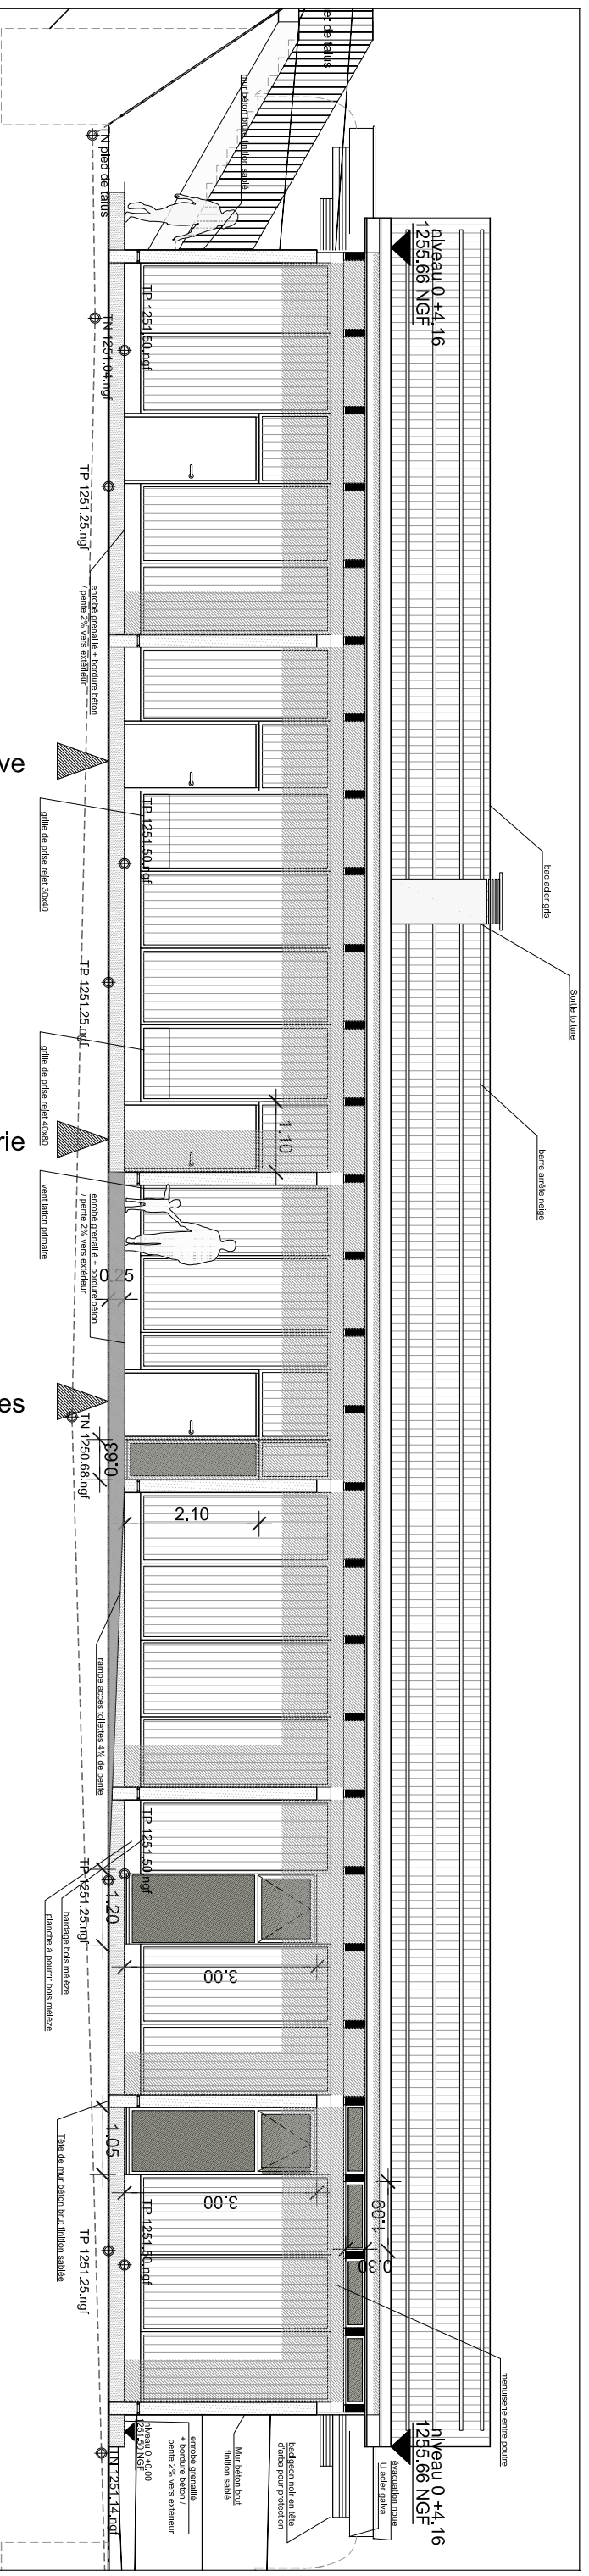 et de talus
mur béton brut finition sablé
TN pied de talus
niveau 0 +4.16
1255.66 NGF
TP 1251.50.ngf
TN 1251.04.ngf
TP 1251.25.ngf
enrobé grenaillé + bordure béton
/ pente 2% vers extérieur
ve
grille de prise rejet 30x40
TP 1251.50.ngf
bac acier gris
Sortie toiture
TP 1251.25.ngf
grille de prise rejet 40x80
barre arrête neige
1.10
rie
ventilation primaire
enrobé grenaillé + bordure béton
/ pente 2% vers extérieur
0.25
es
TN 1250.68.ngf
0.63
2.10
rampe accès toilettes 4% de pente
TP 1251.50.ngf
TP 1251.25.ngf
1.20
bardage bois mélèze
planche à pourrir bois mélèze
3.00
1.05
Tête de mur béton brut finition sablée
3.00
TP 1251.50.ngf
TP 1251.25.ngf
1.09
0.30
menuiserie entre poutre
niveau 0 +4.16
1255.66 NGF
évacuation noue
U acier galva
badigeon noir en tête
d'arba pour protection
Mur béton brut
finition sablé
enrobé grenaillé
+ bordure béton /
pente 2% vers extérieur
niveau 0 +0,00
1251.50 NGF
TN 1251.14.ngf